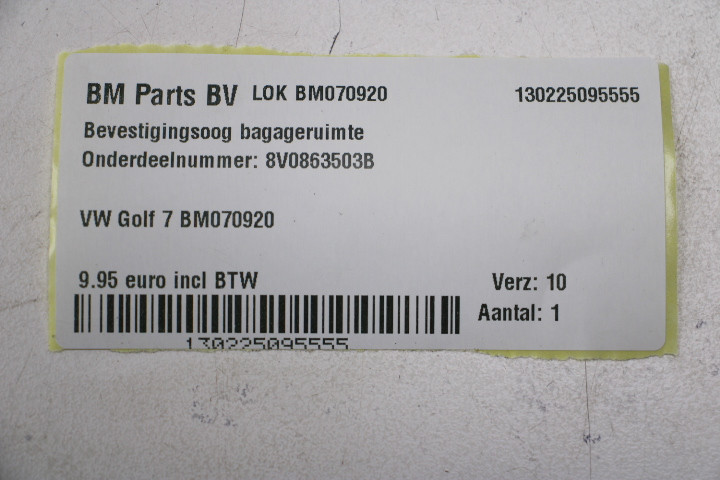 BM Parts BV LOK BM070920 130225095555
Bevestigingsoog bagageruimte
Onderdeelnummer: 8V0863503B
VW Golf 7 BM070920
9.95 euro incl BTW Verz: 10
Aantal: 1
130225095555